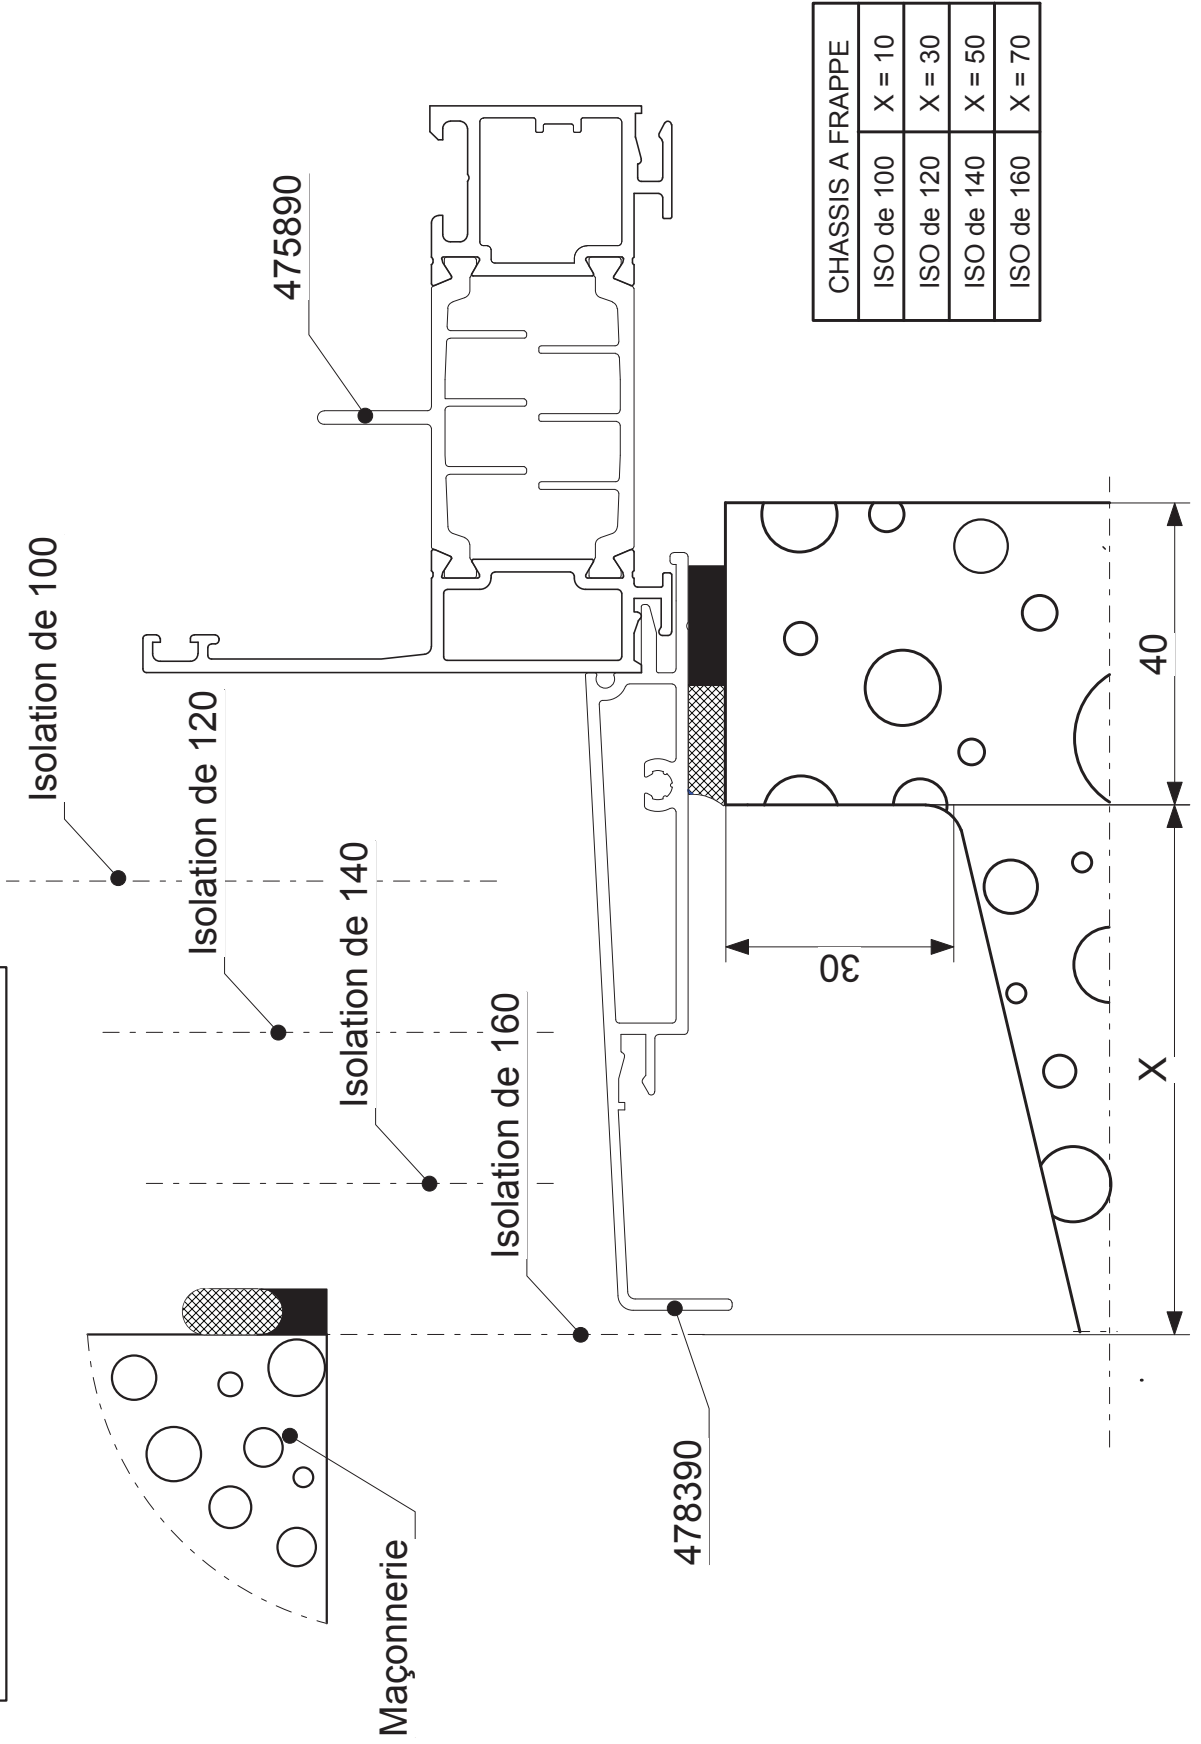 Isolation de 100
Isolation de 120
Isolation de 140
Isolation de 160
Maçonnerie
475890
478390
30
40
X
CHASSIS A FRAPPE
ISO de 100 X = 10
ISO de 120 X = 30
ISO de 140 X = 50
ISO de 160 X = 70